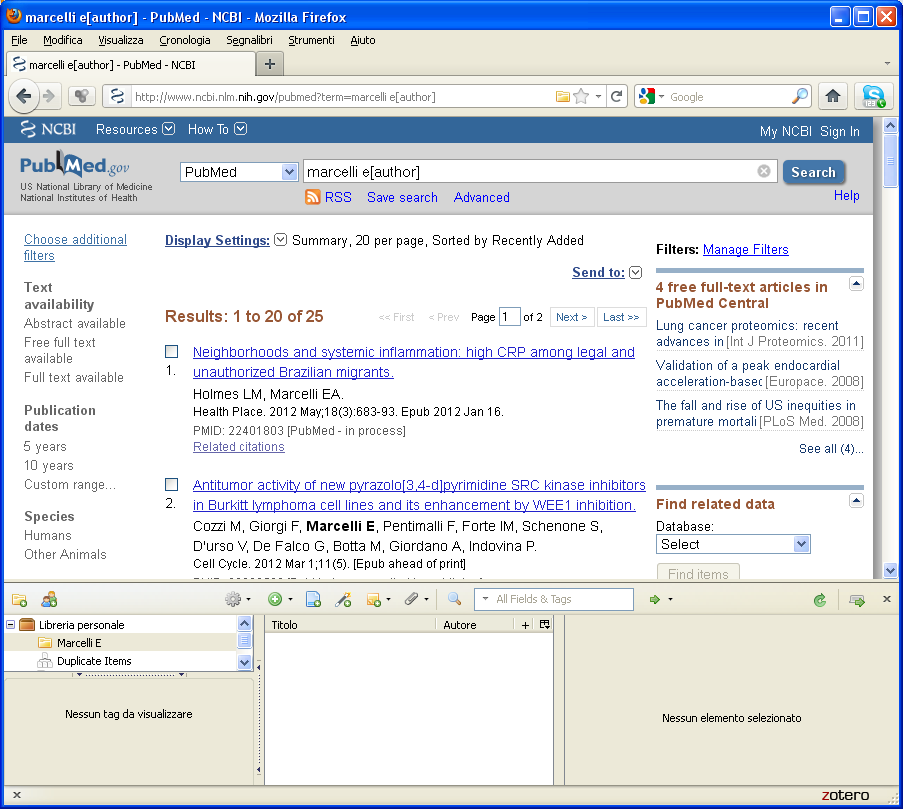 marcelli e[author] - PubMed - NCBI - Mozilla Firefox
File Modifica Visualizza Cronologia Segnalibri Strumenti Aiuto
marcelli e[author] - PubMed - NCBI
http://www.ncbi.nlm.nih.gov/pubmed?term=marcelli e[author] Google
NCBI Resources How To My NCBI Sign In
PubMed.gov
US National Library of Medicine
National Institutes of Health
PubMed marcelli e[author] Search
RSS Save search Advanced Help
Choose additional
filters
Text
availability
Abstract available
Free full text
available
Full text available
Publication
dates
5 years
10 years
Custom range...
Species
Humans
Other Animals
Display Settings: Summary, 20 per page, Sorted by Recently Added
Send to:
Results: 1 to 20 of 25 << First < Prev Page 1 of 2 Next > Last >>
Neighborhoods and systemic inflammation: high CRP among legal and
1. unauthorized Brazilian migrants.
Holmes LM, Marcelli EA.
Health Place. 2012 May;18(3):683-93. Epub 2012 Jan 16.
PMID: 22401803 [PubMed - in process]
Related citations
Antitumor activity of new pyrazolo[3,4-d]pyrimidine SRC kinase inhibitors
2. in Burkitt lymphoma cell lines and its enhancement by WEE1 inhibition.
Cozzi M, Giorgi F, Marcelli E, Pentimalli F, Forte IM, Schenone S,
D'urso V, De Falco G, Botta M, Giordano A, Indovina P.
Cell Cycle. 2012 Mar 1;11(5). [Epub ahead of print]
Filters: Manage Filters
4 free full-text articles in
PubMed Central
Lung cancer proteomics: recent
advances in [Int J Proteomics. 2011]
Validation of a peak endocardial
acceleration-based [Europace. 2008]
The fall and rise of US inequities in
premature mortali [PLoS Med. 2008]
See all (4)...
Find related data
Database:
Select
Find items
All Fields & Tags
Libreria personale
Marcelli E
Duplicate Items
Nessun tag da visualizzare
Titolo Autore +
Nessun elemento selezionato
zotero